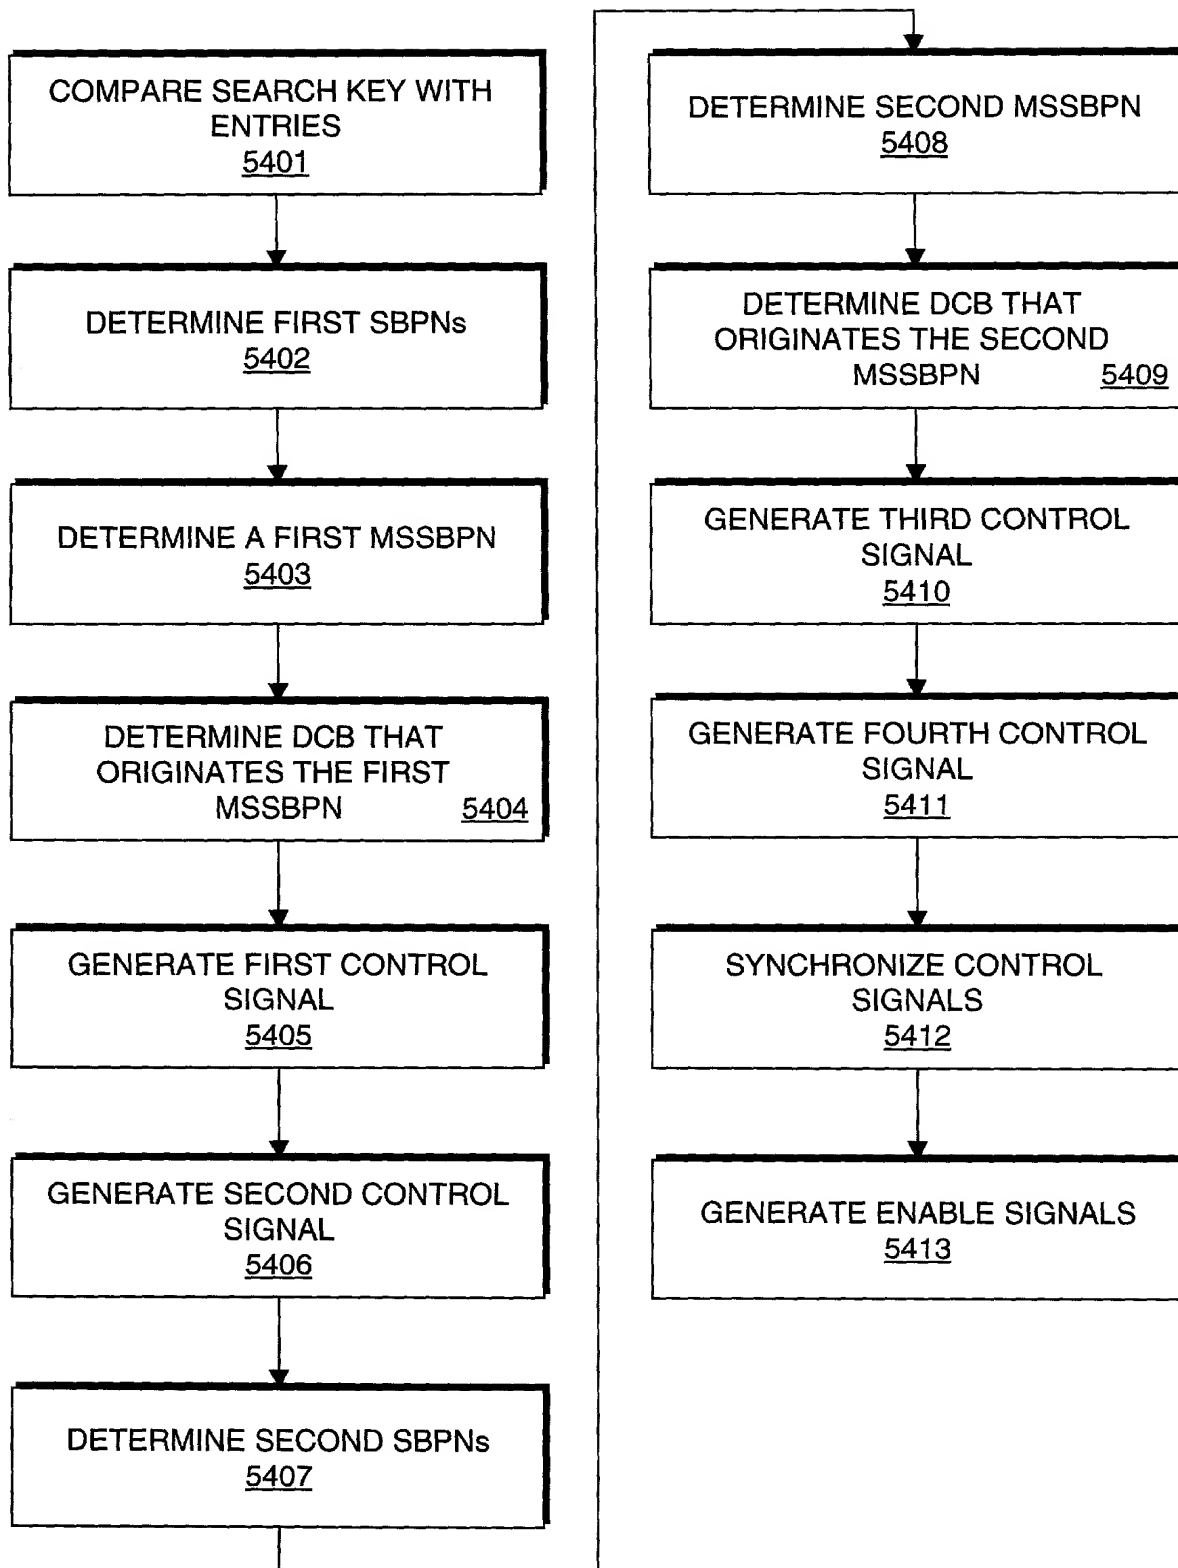 COMPARE SEARCH KEY WITH
ENTRIES
5401
DETERMINE FIRST SBPNs
5402
DETERMINE A FIRST MSSBPN
5403
DETERMINE DCB THAT
ORIGINATES THE FIRST
MSSBPN 5404
GENERATE FIRST CONTROL
SIGNAL
5405
GENERATE SECOND CONTROL
SIGNAL
5406
DETERMINE SECOND SBPNs
5407
DETERMINE SECOND MSSBPN
5408
DETERMINE DCB THAT
ORIGINATES THE SECOND
MSSBPN 5409
GENERATE THIRD CONTROL
SIGNAL
5410
GENERATE FOURTH CONTROL
SIGNAL
5411
SYNCHRONIZE CONTROL
SIGNALS
5412
GENERATE ENABLE SIGNALS
5413